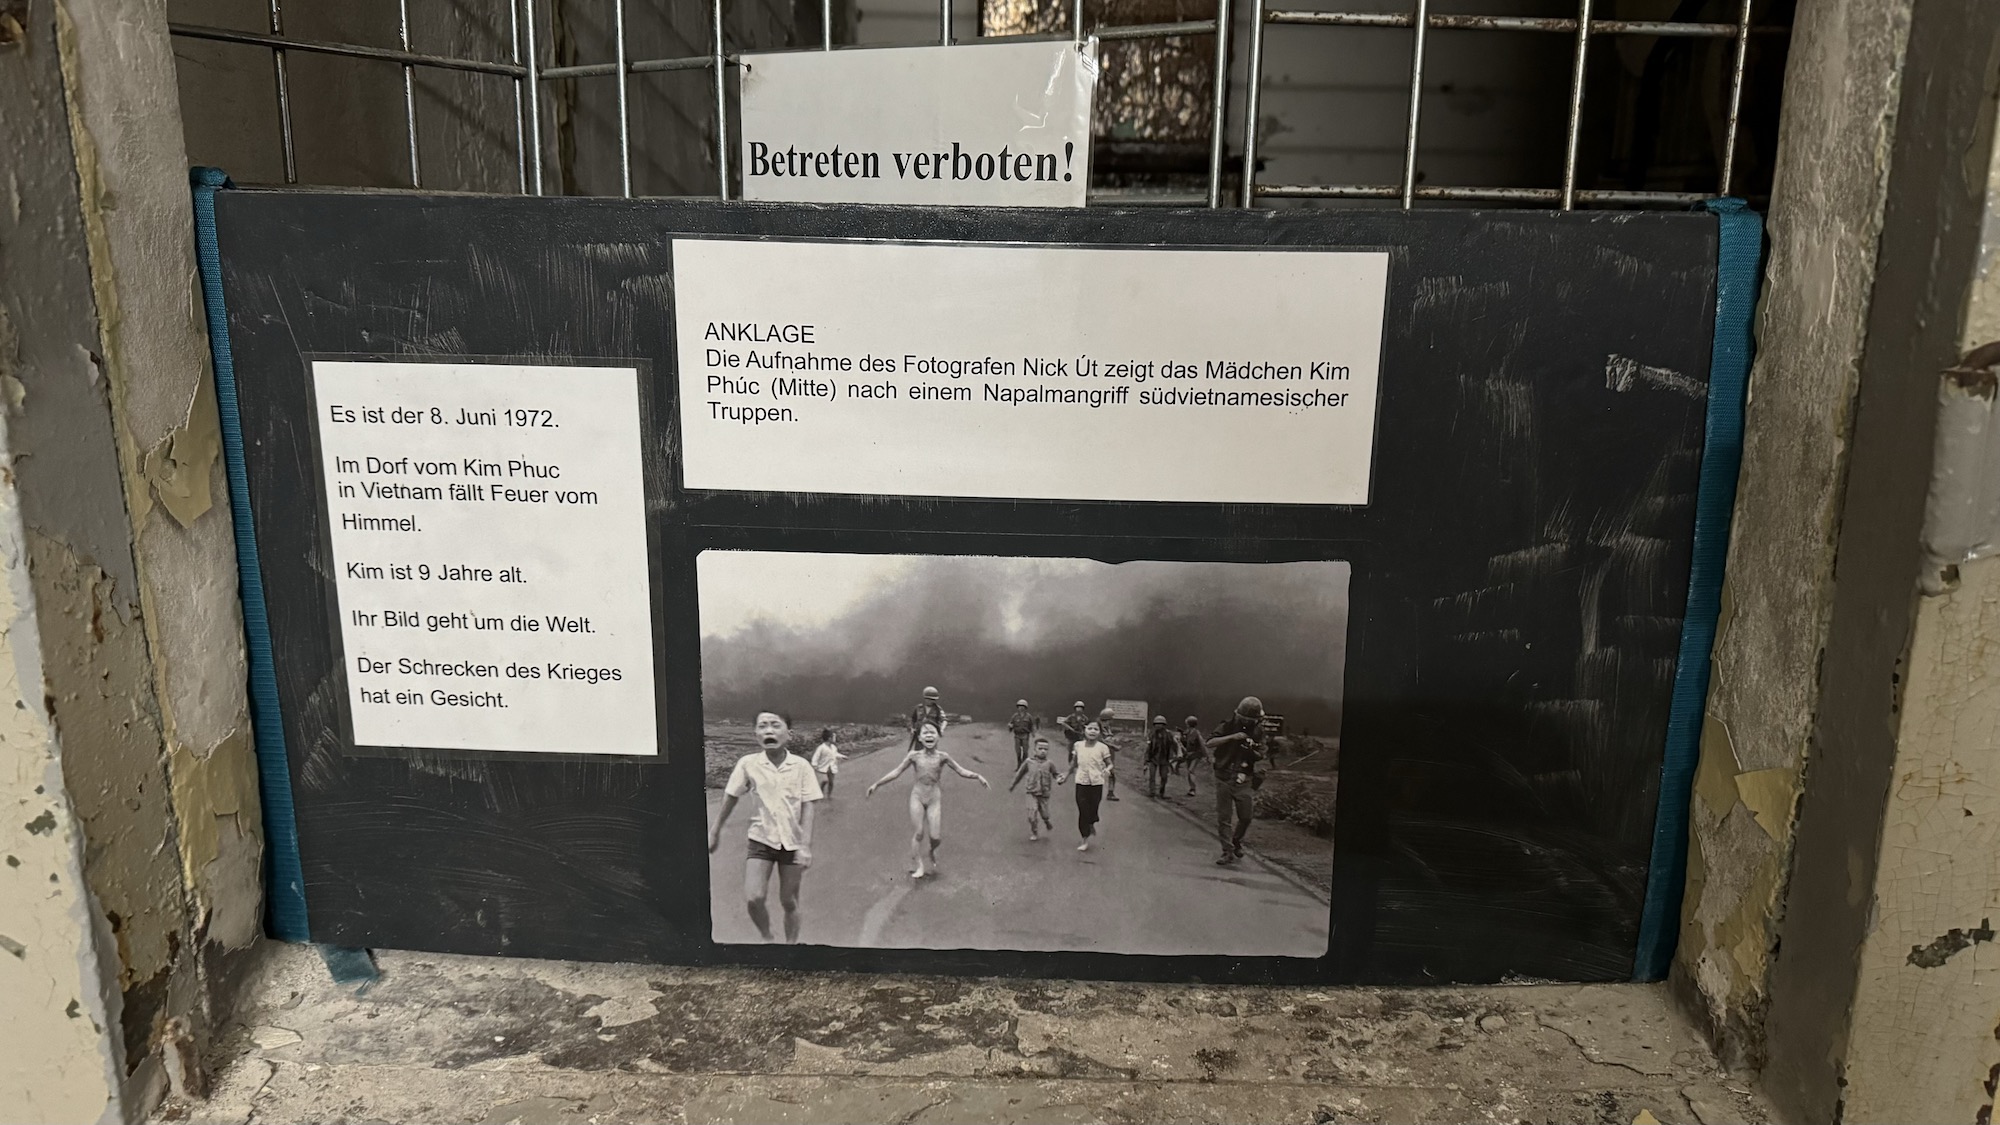 Betreten verboten!
ANKLAGE
Die Aufnahme des Fotografen Nick Út zeigt das Mädchen Kim
Phúc (Mitte) nach einem Napalmangriff südvietnamesischer
Truppen.
Es ist der 8. Juni 1972.
Im Dorf vom Kim Phuc
in Vietnam fällt Feuer vom
Himmel.
Kim ist 9 Jahre alt.
Ihr Bild geht um die Welt.
Der Schrecken des Krieges
hat ein Gesicht.